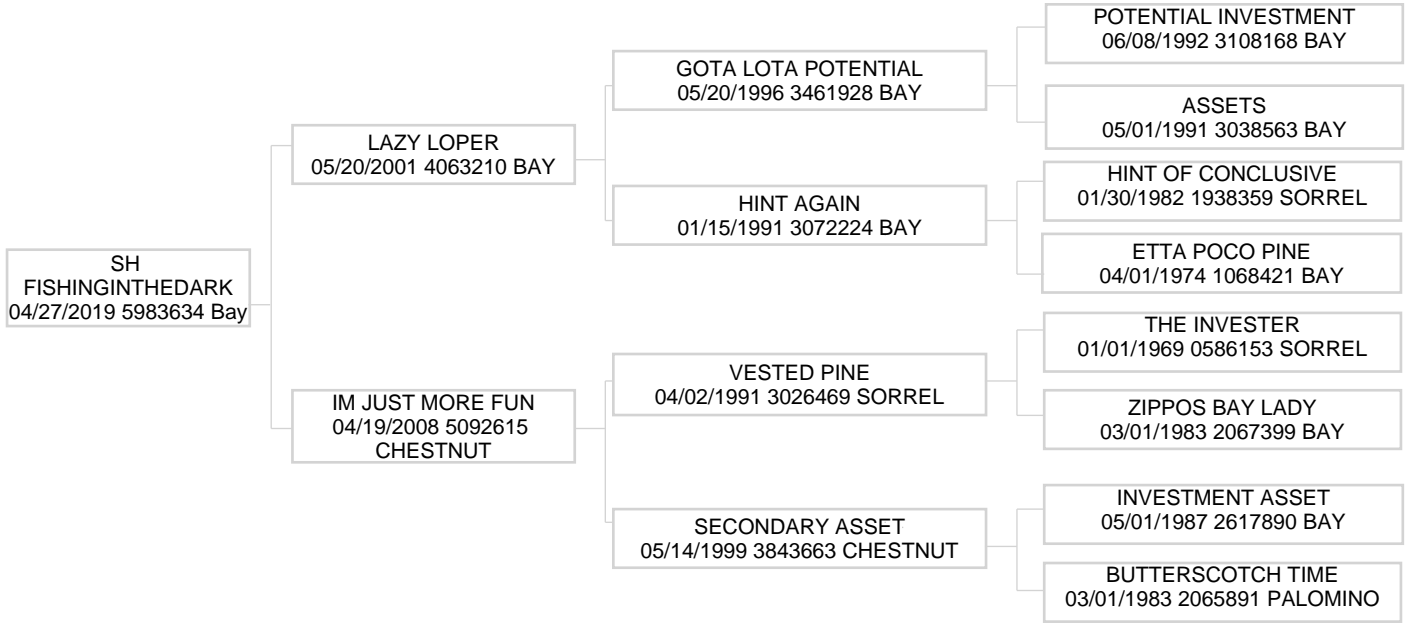 SH
FISHINGINTHEDARK
04/27/2019 5983634 Bay
LAZY LOPER
05/20/2001 4063210 BAY
IM JUST MORE FUN
04/19/2008 5092615
CHESTNUT
GOTA LOTA POTENTIAL
05/20/1996 3461928 BAY
HINT AGAIN
01/15/1991 3072224 BAY
VESTED PINE
04/02/1991 3026469 SORREL
SECONDARY ASSET
05/14/1999 3843663 CHESTNUT
POTENTIAL INVESTMENT
06/08/1992 3108168 BAY
ASSETS
05/01/1991 3038563 BAY
HINT OF CONCLUSIVE
01/30/1982 1938359 SORREL
ETTA POCO PINE
04/01/1974 1068421 BAY
THE INVESTER
01/01/1969 0586153 SORREL
ZIPPOS BAY LADY
03/01/1983 2067399 BAY
INVESTMENT ASSET
05/01/1987 2617890 BAY
BUTTERSCOTCH TIME
03/01/1983 2065891 PALOMINO